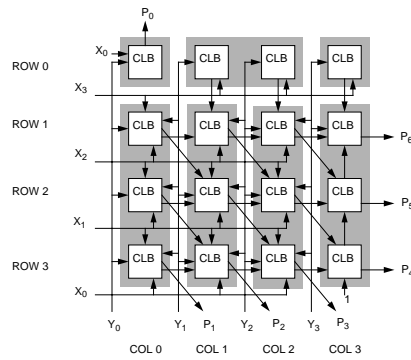 P0
X0
CLB CLB CLB CLB
ROW 0
X3
ROW 1 CLB CLB CLB CLB P6
X2
ROW 2 CLB CLB CLB CLB P5
X1
ROW 3 CLB CLB CLB CLB P4
X0 1
Y0 Y1 P1 Y2 P2 Y3 P3
COL 0 COL 1 COL 2 COL 3